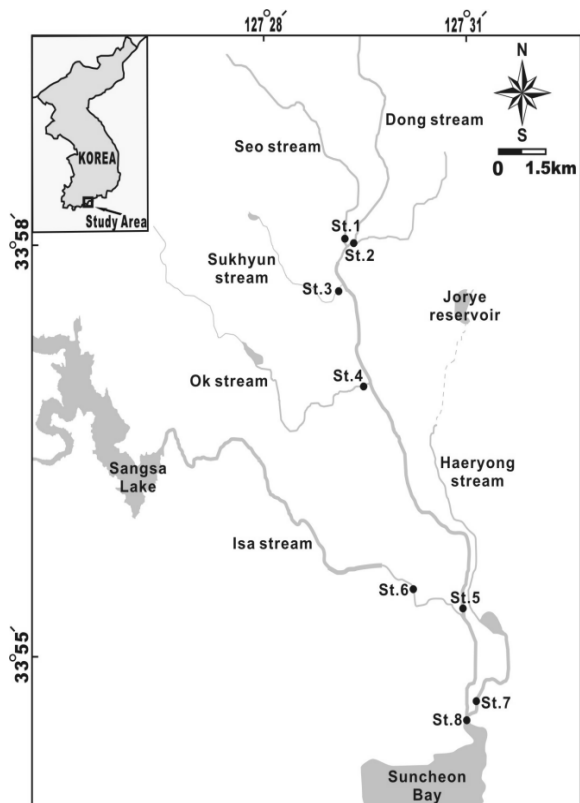 127°28´
127°31´
N
S
0 1.5km
KOREA
Study Area
Dong stream
Seo stream
33°58´
St.1
St.2
Sukhyun
stream
St.3
Jorye
reservoir
St.4
Ok stream
Sangsa
Lake
Haeryong
stream
Isa stream
St.6
St.5
33°55´
St.7
St.8
Suncheon
Bay